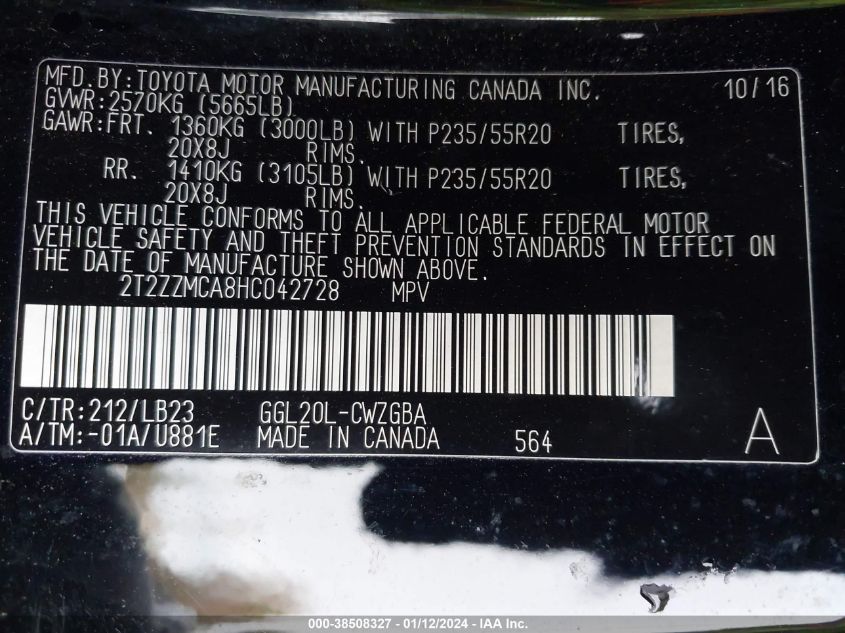 MFD.BY:TOYOTA MOTOR MANUFACTURING CANADA INC. 10/16
GVWR:2570KG (5665LB)
GAWR:FRT. 1360KG (3000LB) WITH P235/55R20 TIRES,
20X8J RIMS.
RR. 1410KG (3105LB) WITH P235/55R20 TIRES,
20X8J RIMS.
THIS VEHICLE CONFORMS TO ALL APPLICABLE FEDERAL MOTOR
VEHICLE SAFETY AND THEFT PREVENTION STANDARDS IN EFFECT ON
THE DATE OF MANUFACTURE SHOWN ABOVE.
2T2ZZMCA8HC042728 MPV
C/TR:212/LB23 GGL20L-CWZGBA
A/TM:-01A/U881E MADE IN CANADA 564 A
000-38508327 - 01/12/2024 - IAA Inc.